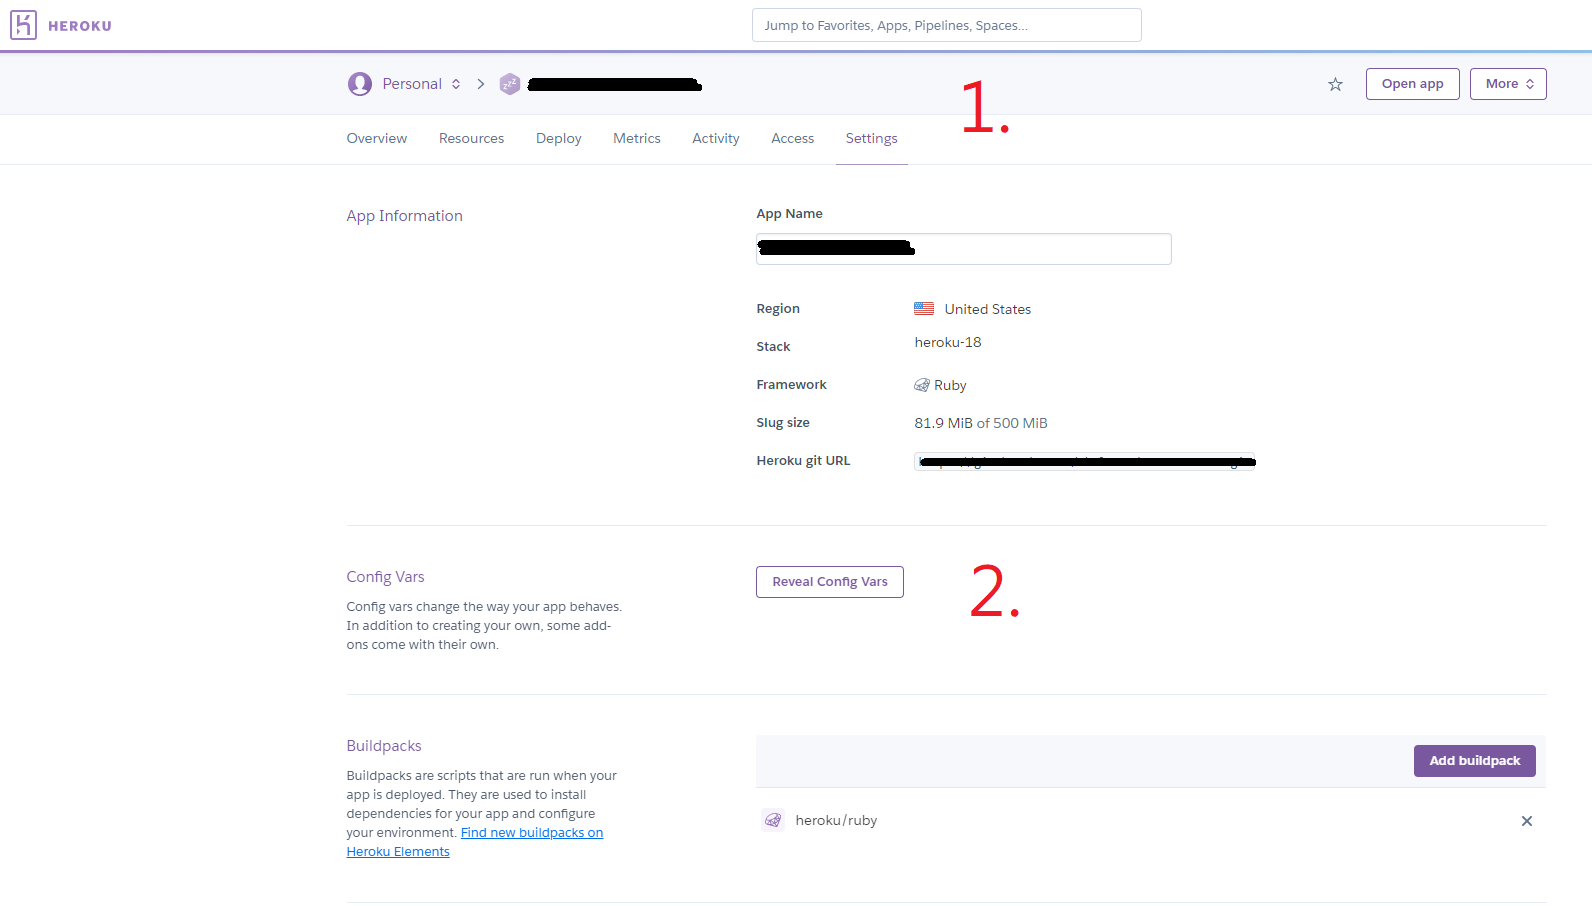 HEROKU
Jump to Favorites, Apps, Pipelines, Spaces...
Personal
1.
Open app
More
Overview Resources Deploy Metrics Activity Access Settings
App Information
App Name
Region United States
Stack heroku-18
Framework Ruby
Slug size 81.9 MiB of 500 MiB
Heroku git URL
Config Vars
Config vars change the way your app behaves.
In addition to creating your own, some add-
ons come with their own.
Reveal Config Vars
2.
Buildpacks
Buildpacks are scripts that are run when your
app is deployed. They are used to install
dependencies for your app and configure
your environment. Find new buildpacks on
Heroku Elements
Add buildpack
heroku/ruby